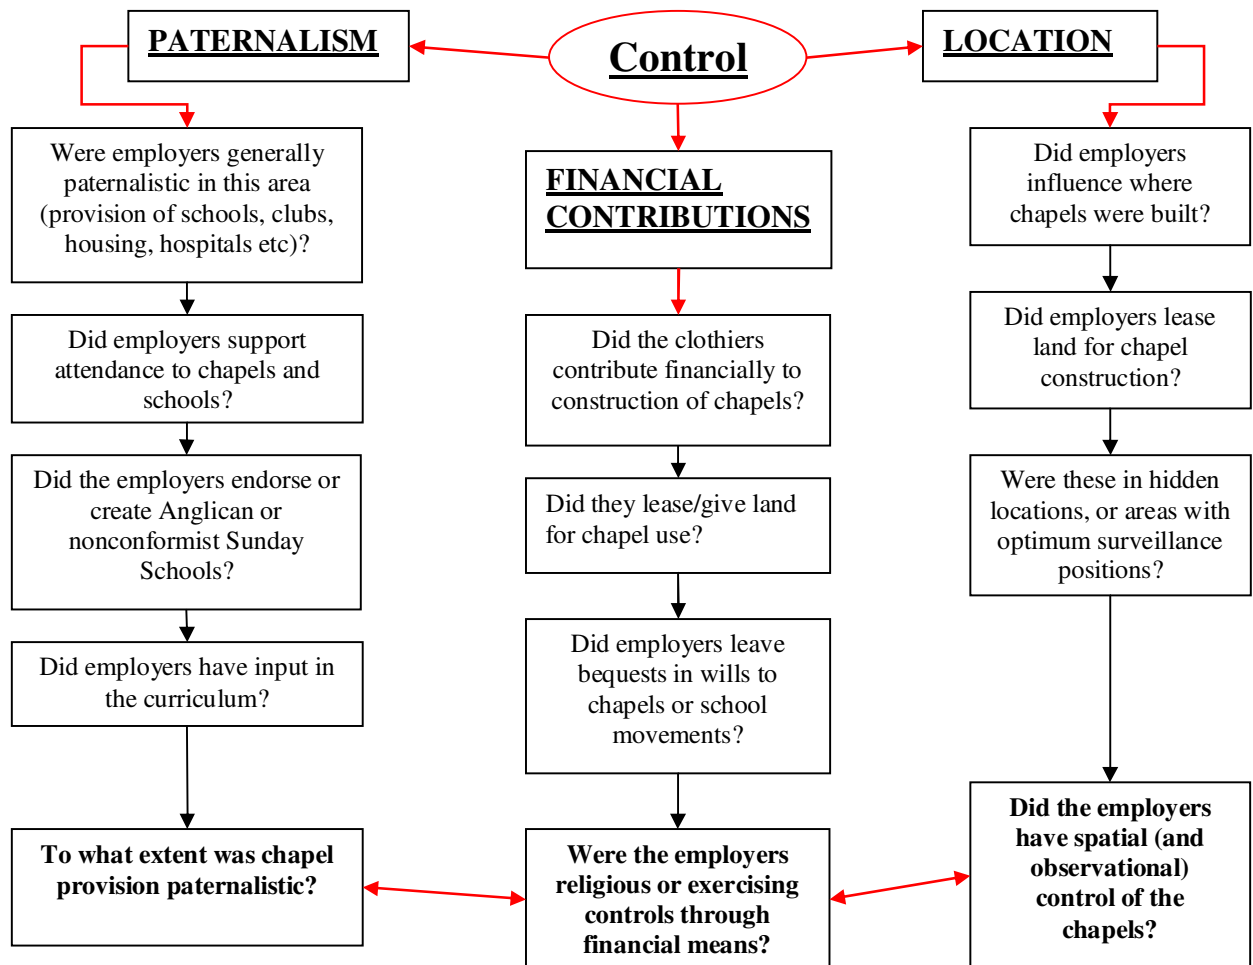 PATERNALISM
Control
LOCATION
Were employers generally
paternalistic in this area
(provision of schools, clubs,
housing, hospitals etc)?
Did employers support
attendance to chapels and
schools?
Did the employers endorse or
create Anglican or
nonconformist Sunday
Schools?
Did employers have input in
the curriculum?
To what extent was chapel
provision paternalistic?
FINANCIAL
CONTRIBUTIONS
Did the clothiers
contribute financially to
construction of chapels?
Did they lease/give land
for chapel use?
Did employers leave
bequests in wills to
chapels or school
movements?
Were the employers
religious or exercising
controls through
financial means?
Did employers
influence where
chapels were built?
Did employers lease
land for chapel
construction?
Were these in hidden
locations, or areas with
optimum surveillance
positions?
Did the employers
have spatial (and
observational)
control of the
chapels?